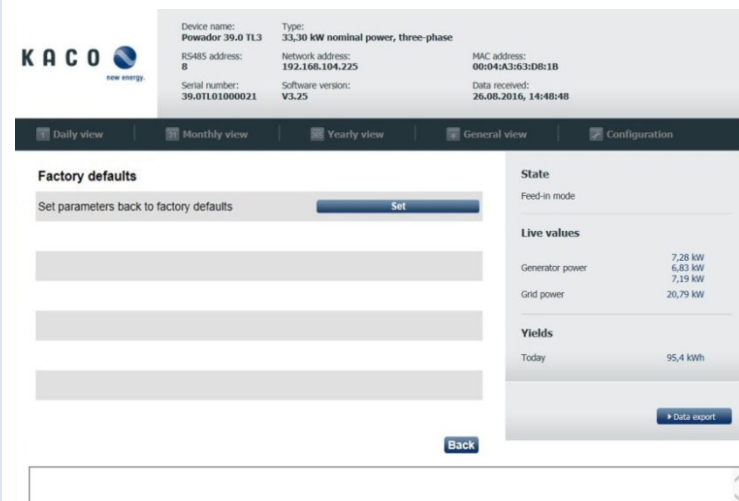 KACO
new energy.
Device name:
Powador 39.0 TL3
Type:
33,30 kW nominal power, three-phase
RS485 address:
8
Network address:
192.168.104.225
MAC address:
00:04:A3:63:D8:1B
Serial number:
39.0TL01000021
Software version:
V3.25
Data received:
26.08.2016, 14:48:48
1 Daily view
31 Monthly view
365 Yearly view
General view
Configuration
Factory defaults
Set parameters back to factory defaults
Set
Back
State
Feed-in mode
Live values
Generator power
7,28 kW
6,83 kW
7,19 kW
Grid power 20,79 kW
Yields
Today 95,4 kWh
Data export